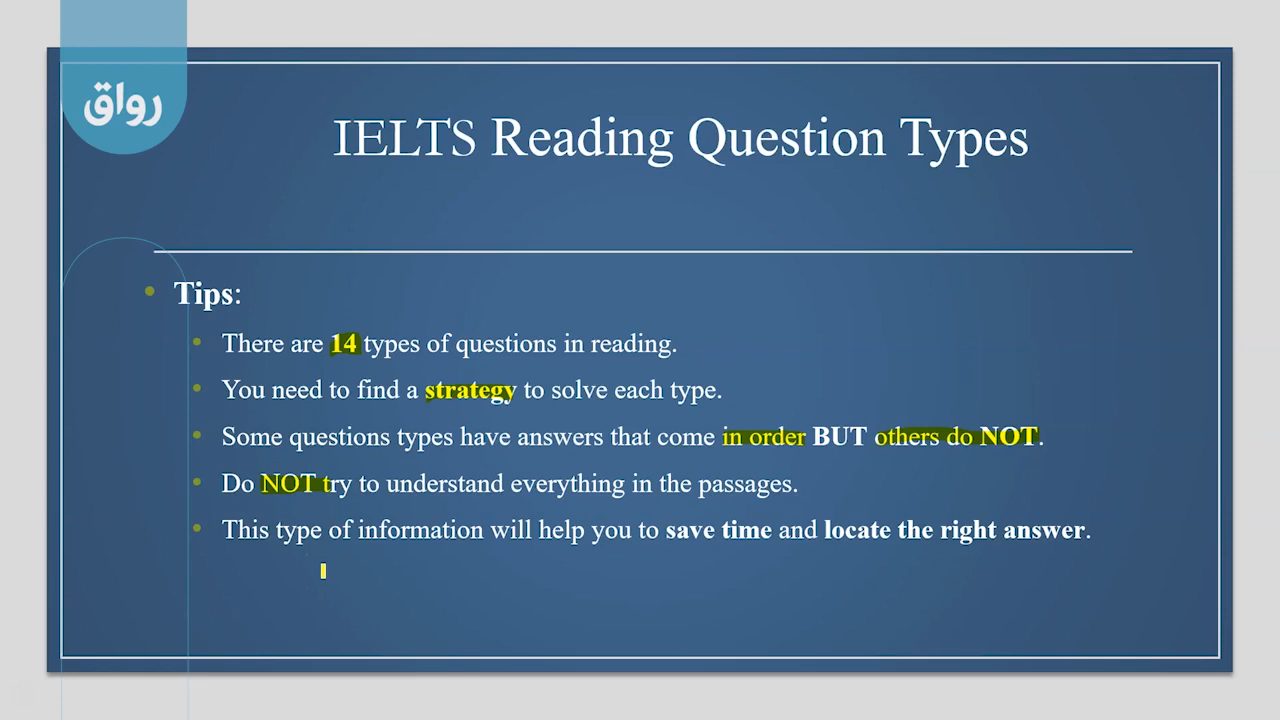 رواق
IELTS Reading Question Types
Tips:
There are 14 types of questions in reading.
You need to find a strategy to solve each type.
Some questions types have answers that come in order BUT others do NOT.
Do NOT try to understand everything in the passages.
This type of information will help you to save time and locate the right answer.